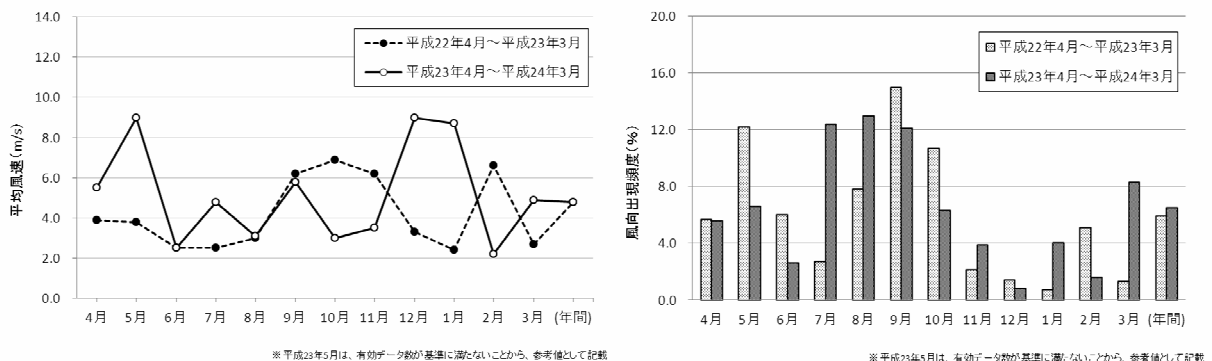 14.0
12.0
10.0
8.0
6.0
4.0
2.0
0.0
平均風速(m/s)
平成22年4月～平成23年3月
平成23年4月～平成24年3月
4月 5月 6月 7月 8月 9月 10月 11月 12月 1月 2月 3月 (年間)
※平成23年5月は、有効データ数が基準に満たないことから、参考値として記載
20.0
16.0
12.0
8.0
4.0
0.0
風向出現頻度(%)
平成22年4月～平成23年3月
平成23年4月～平成24年3月
4月 5月 6月 7月 8月 9月 10月 11月 12月 1月 2月 3月 (年間)
※平成23年5月は、有効データ数が基準に満たないことから、参考値として記載